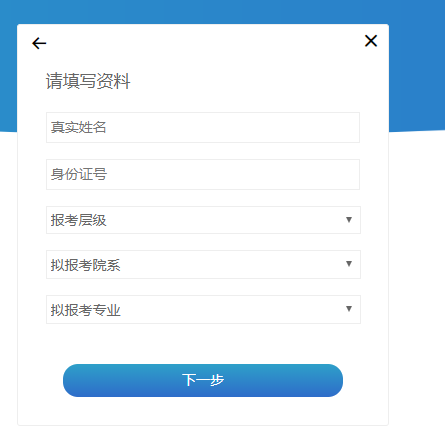 请填写资料
真实姓名
身份证号
报考层级
拟报考院系
拟报考专业
下一步